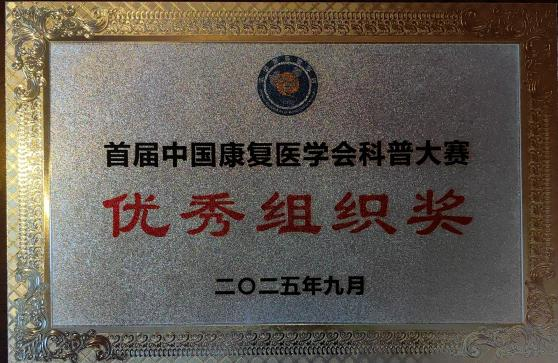 首届中国康复医学会科普大赛
优秀组织奖
二〇二五年九月